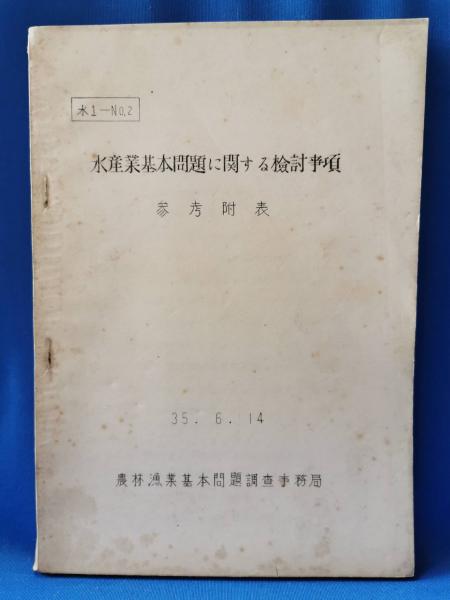 水1-No.2
水産業基本問題に関する検討事項
参考附表
35.6.14
農林漁業基本問題調査事務局